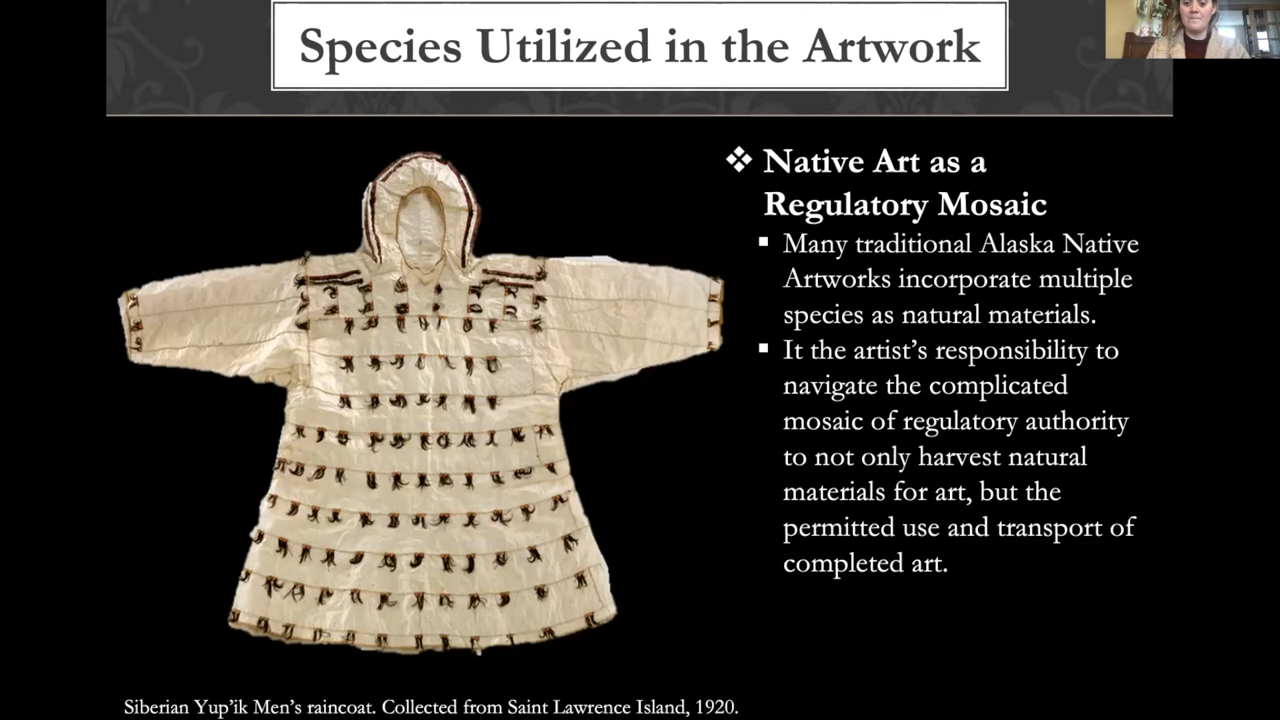 Species Utilized in the Artwork
❖ Native Art as a
Regulatory Mosaic
▪ Many traditional Alaska Native
Artworks incorporate multiple
species as natural materials.
▪ It the artist’s responsibility to
navigate the complicated
mosaic of regulatory authority
to not only harvest natural
materials for art, but the
permitted use and transport of
completed art.
Siberian Yup’ik Men’s raincoat. Collected from Saint Lawrence Island, 1920.